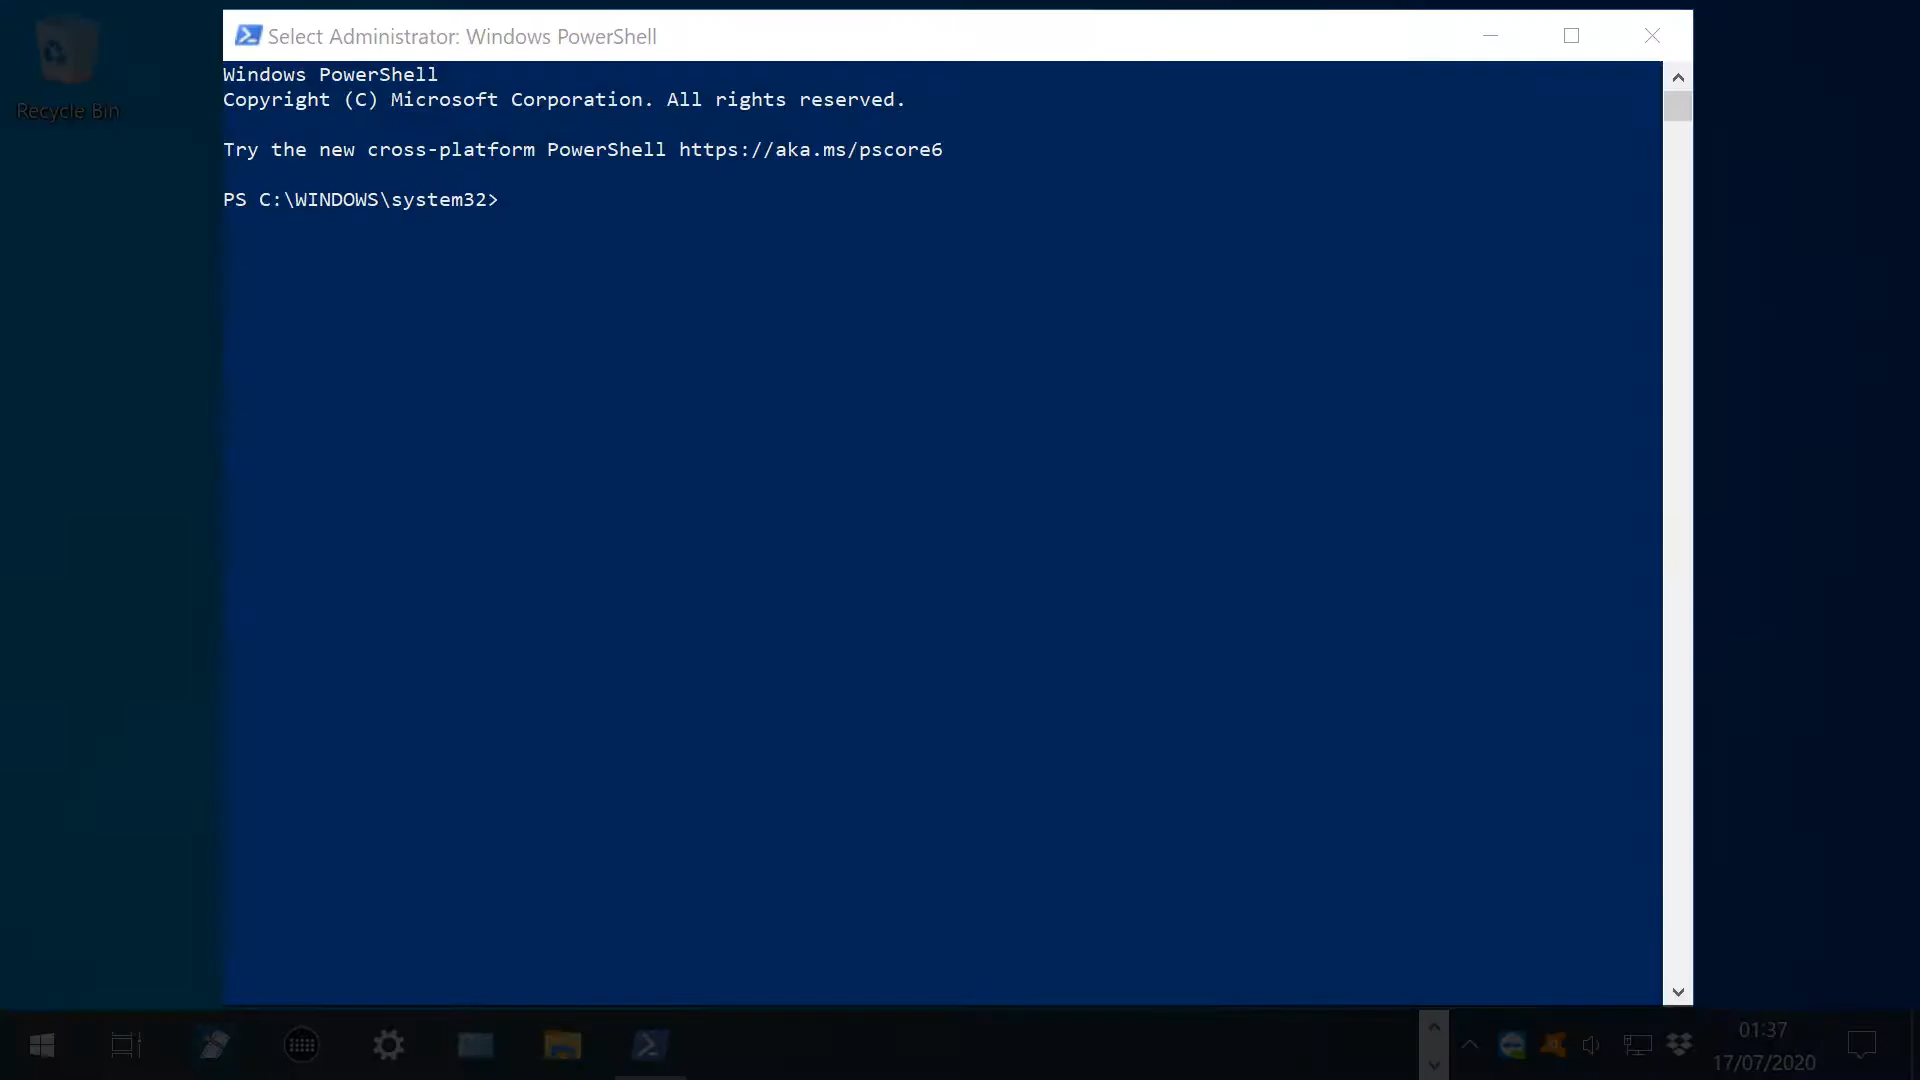 Recycle Bin
Select Administrator: Windows PowerShell
Windows PowerShell
Copyright (C) Microsoft Corporation. All rights reserved.
Try the new cross-platform PowerShell https://aka.ms/pscore6
PS C:\WINDOWS\system32>
01:37
17/07/2020